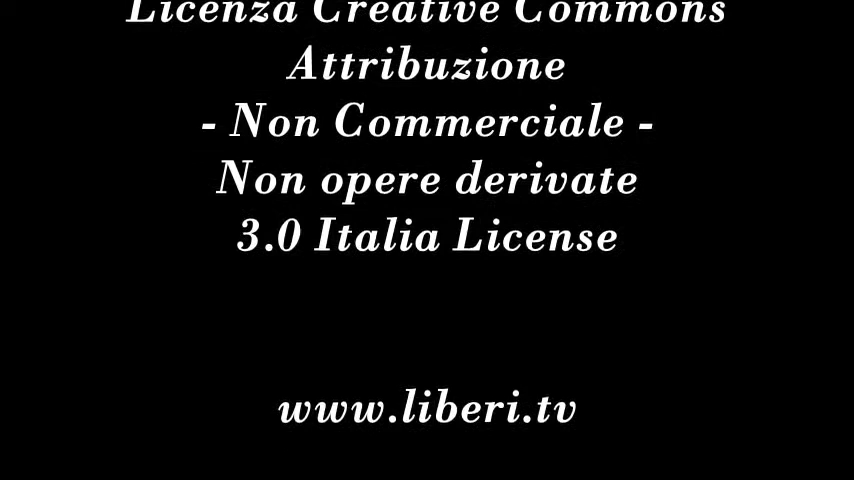 Licenza Creative Commons
Attribuzione
- Non Commerciale -
Non opere derivate
3.0 Italia License
www.liberi.tv